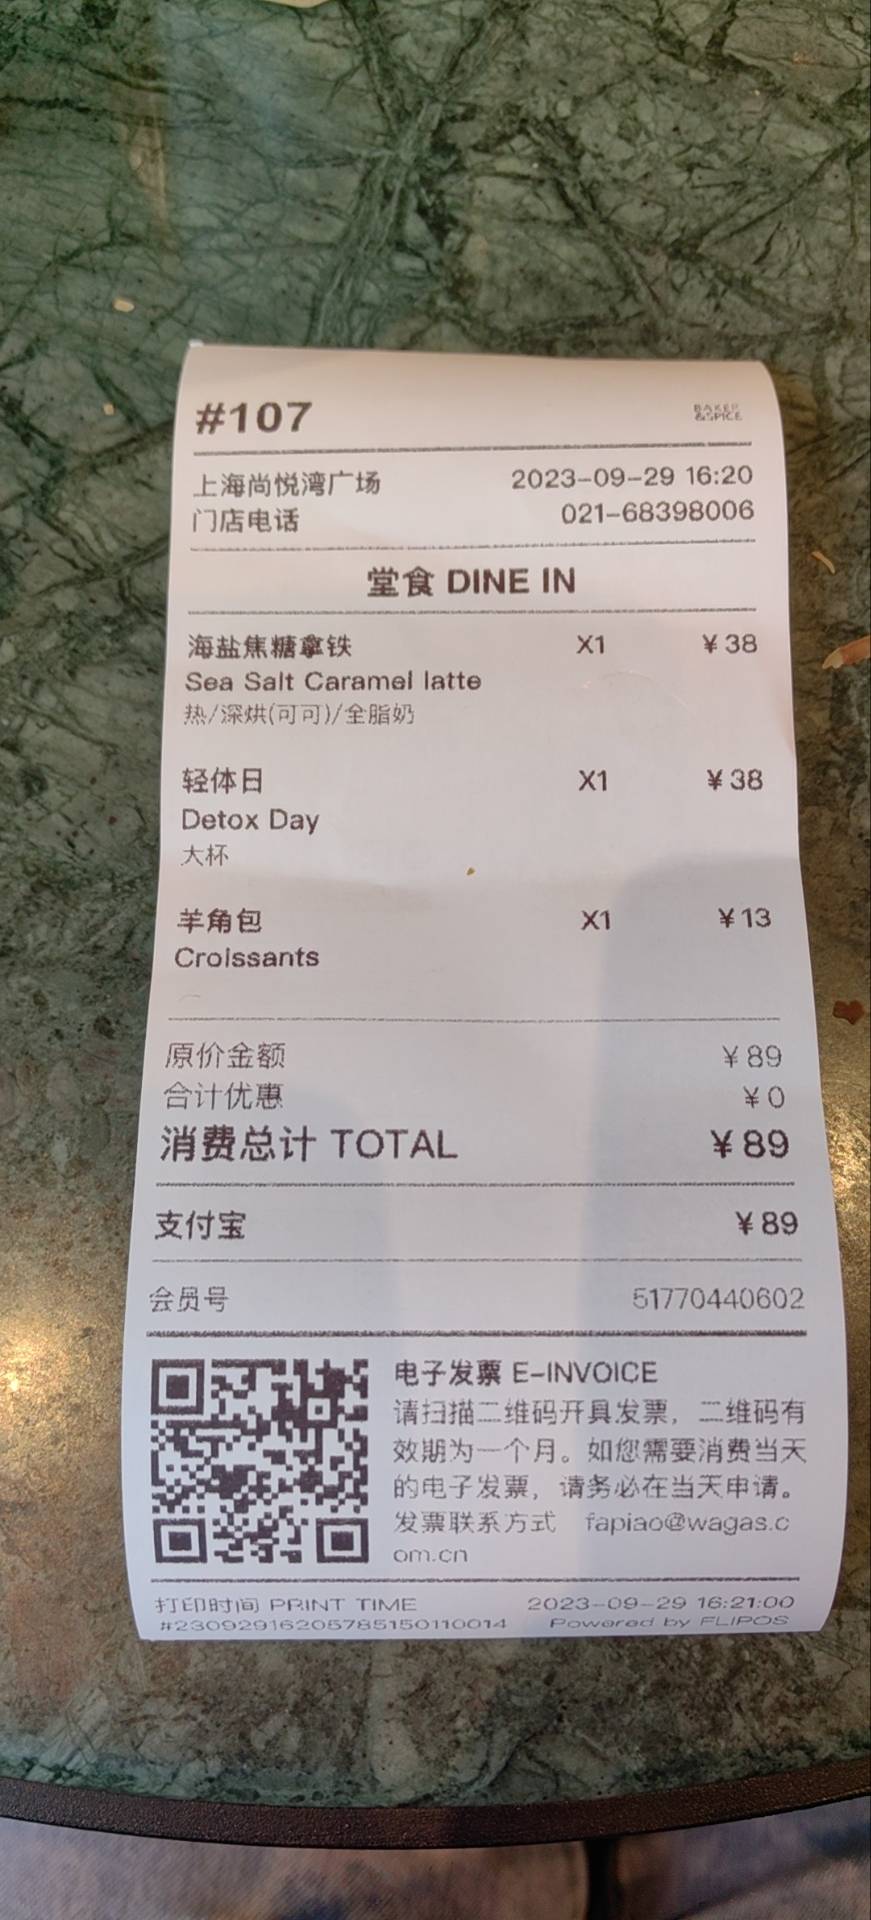 #107
BAKER
&SPICE
上海尚悦湾广场 2023-09-29 16:20
门店电话 021-68398006
堂食 DINE IN
海盐焦糖拿铁 X1 ¥38
Sea Salt Caramel latte
热/深烘(可可)/全脂奶
轻体日 X1 ¥38
Detox Day
大杯
羊角包 X1 ¥13
Croissants
原价金额 ¥89
合计优惠 ¥0
消费总计 TOTAL ¥89
支付宝 ¥89
会员号 51770440602
电子发票 E-INVOICE
请扫描二维码开具发票，二维码有
效期为一个月。如您需要消费当天
的电子发票，请务必在当天申请。
发票联系方式 fapiao@wagas.c
om.cn
打印时间 PRINT TIME 2023-09-29 16:21:00
#23092916205785150110014 Powered by FLIPOS